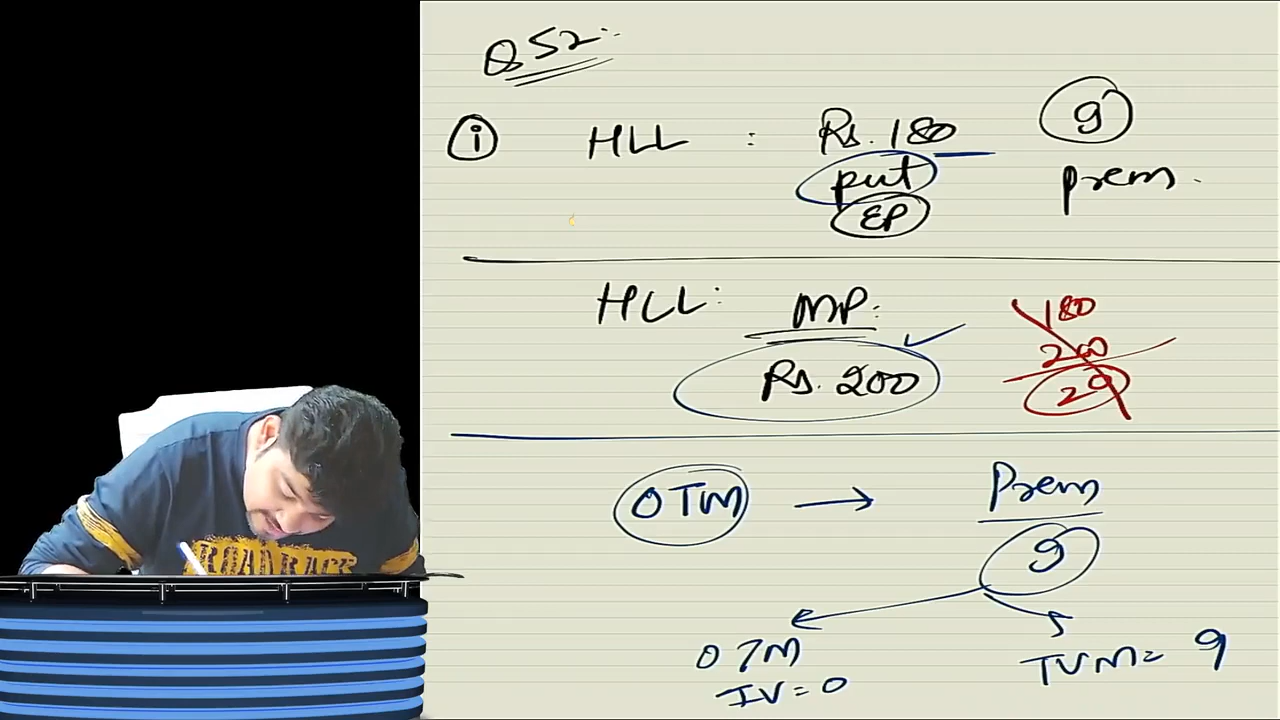 Q52:-
i HLL : Rs. 180 9
put prem.
EP
HLL: MP:
Rs. 200
180
200
20
OTM → Prem
9
OTM
IV=0
TVM= 9
ROADRACE